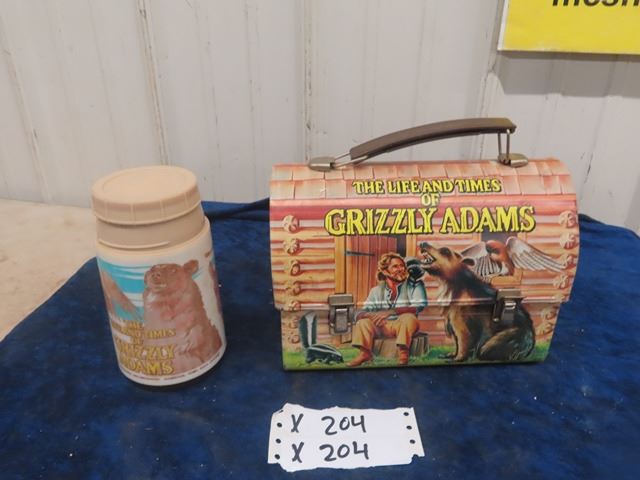 THE LIFE AND TIMES
OF
GRIZZLY ADAMS
THE
LIFE AND TIMES
OF
GRIZZLY
ADAMS
X 204
X 204